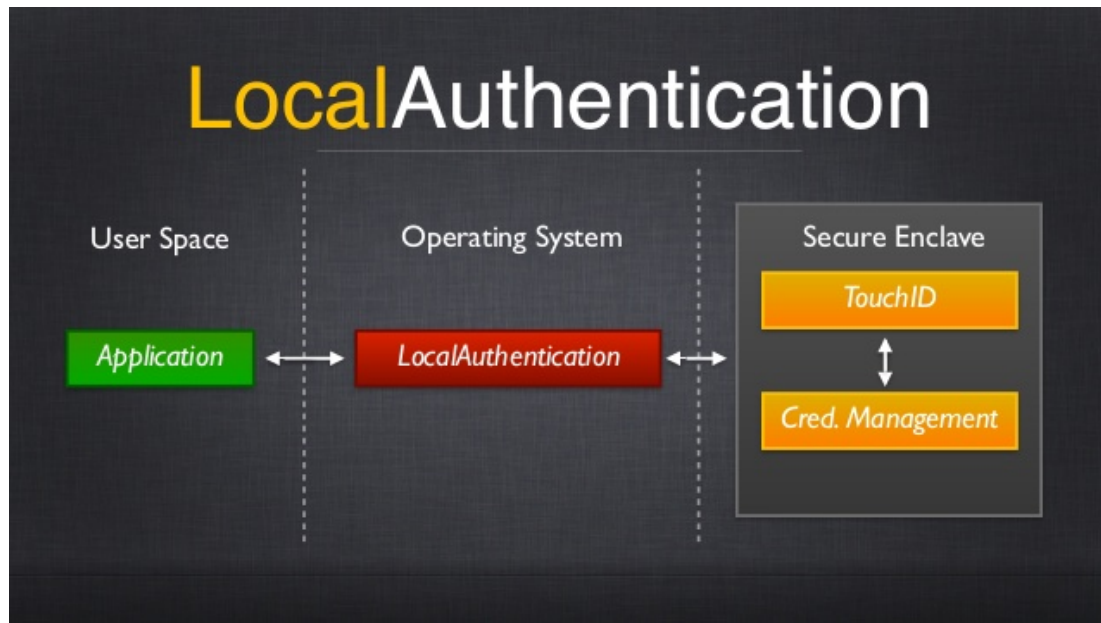 LocalAuthentication
User Space
Operating System
Secure Enclave
TouchID
Application
LocalAuthentication
Cred. Management